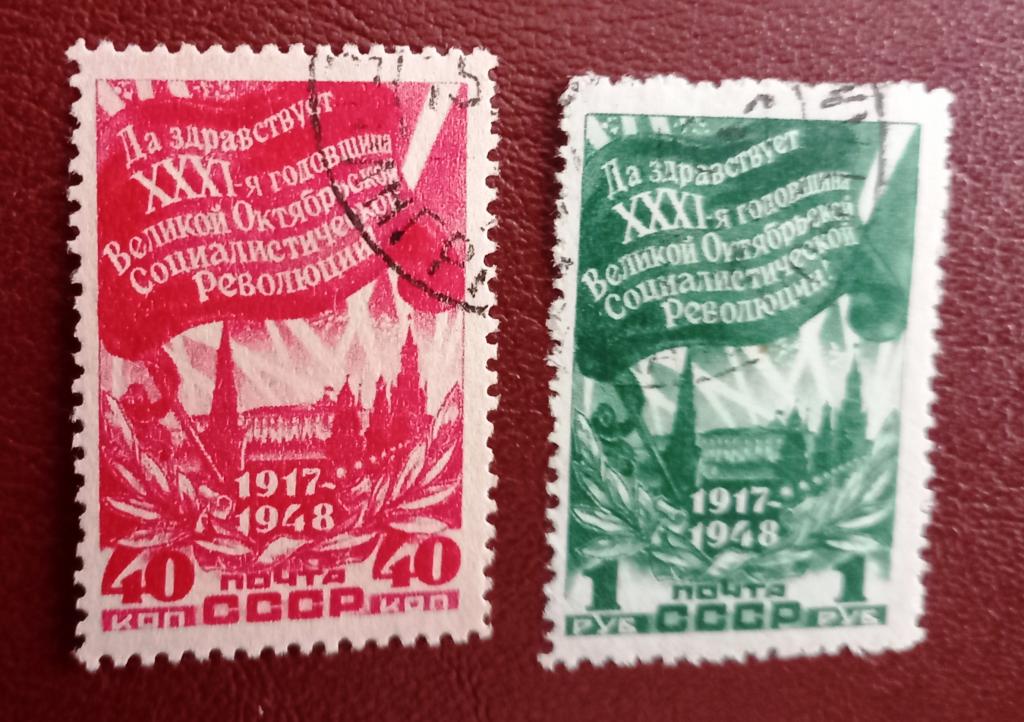 Да здравствует
XXXI-я годовщина
Великой Октябрьской
Социалистической
Революции
1917-
1948
40 ПОЧТА 40
КОП СССР КОП
Да здравствует
XXXI-я годовщина
Великой Октябрьской
Социалистической
Революции!
1917-
1948
1 ПОЧТА 1
РУБ СССР РУБ